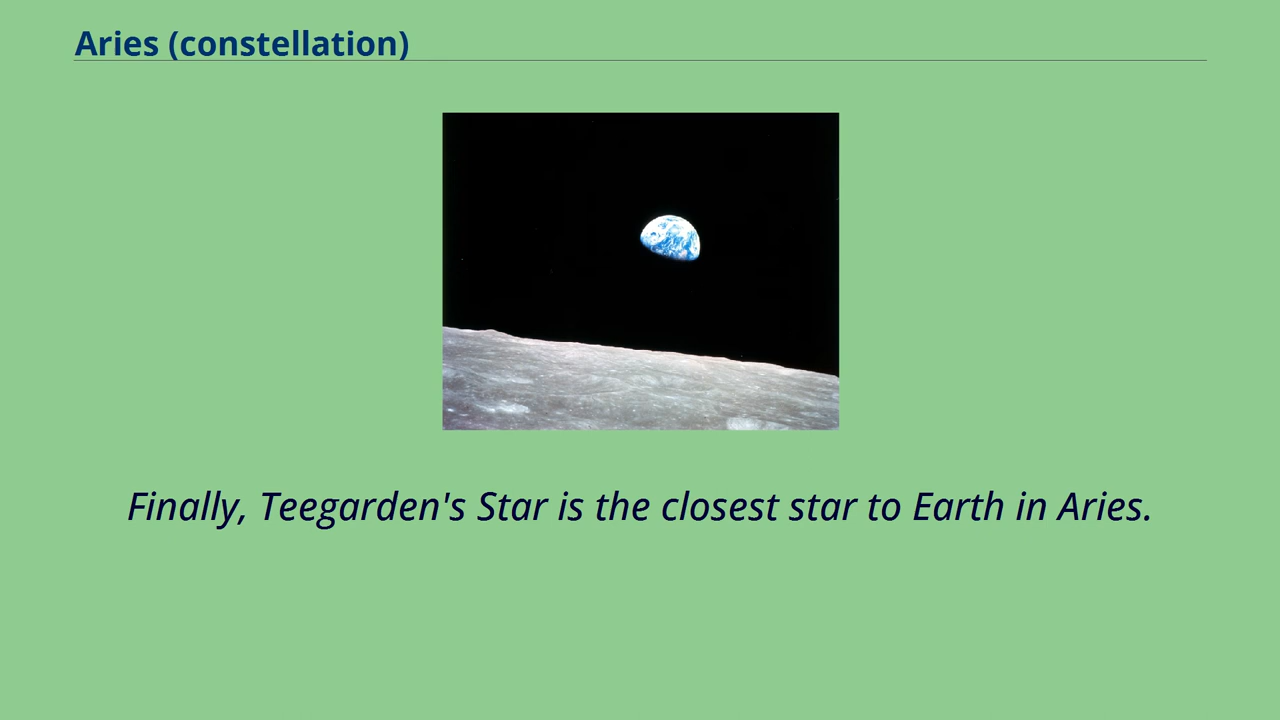 Aries (constellation)
Finally, Teegarden's Star is the closest star to Earth in Aries.